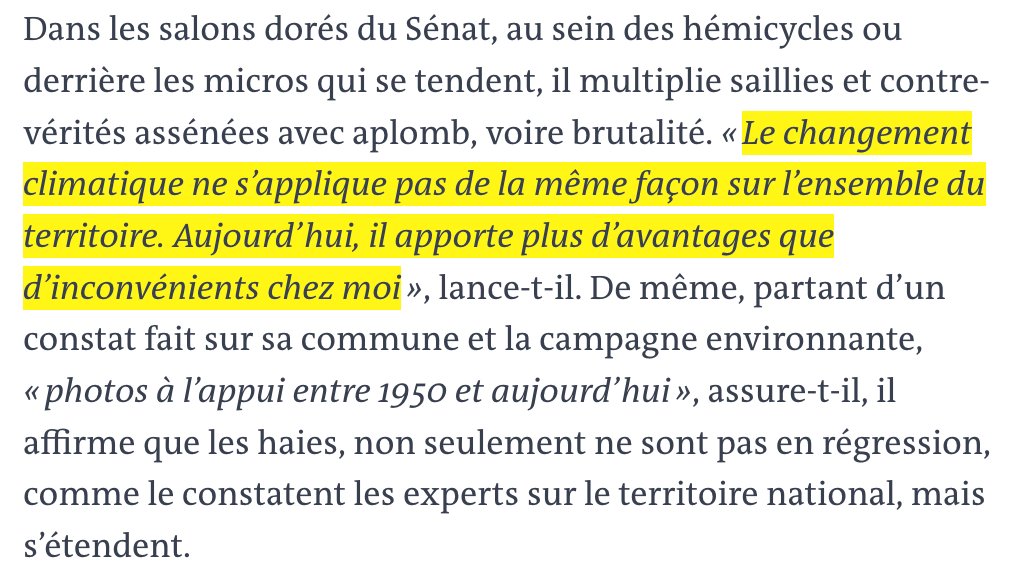 Dans les salons dorés du Sénat, au sein des hémicycles ou
derrière les micros qui se tendent, il multiplie saillies et contre-
vérités assénées avec aplomb, voire brutalité. « Le changement
climatique ne s’applique pas de la même façon sur l’ensemble du
territoire. Aujourd’hui, il apporte plus d’avantages que
d’inconvénients chez moi », lance-t-il. De même, partant d’un
constat fait sur sa commune et la campagne environnante,
« photos à l’appui entre 1950 et aujourd’hui », assure-t-il, il
affirme que les haies, non seulement ne sont pas en régression,
comme le constatent les experts sur le territoire national, mais
s’étendent.